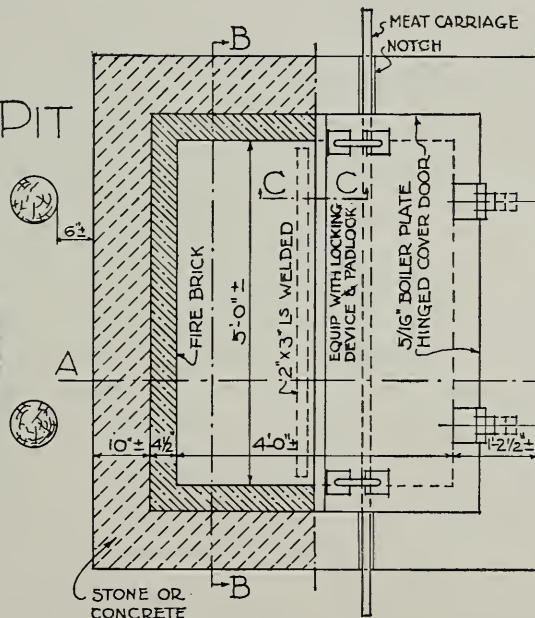 B
MEAT CARRIAGE
NOTCH
PIT
6"±
C
C
FIRE BRICK
5'-0"±
2" X 3" LS WELDED
EQUIP WITH LOCKING
DEVICE & PADLOCK
5/16" BOILER PLATE
HINGED COVER DOOR
A
10"±
4½"
4'-0"±
1'-2½"±
B
STONE OR
CONCRETE